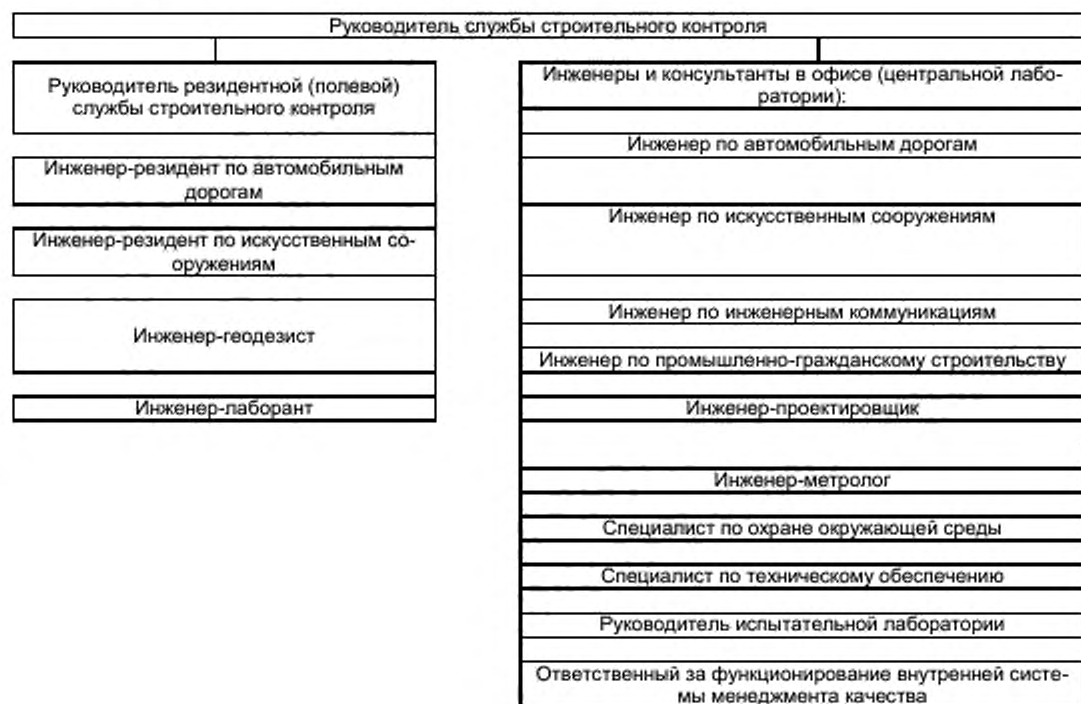 Руководитель службы строительного контроля
Руководитель резидентной (полевой)
службы строительного контроля
Инженер-резидент по автомобильным
дорогам
Инженер-резидент по искусственным со-
оружениям
Инженер-геодезист
Инженер-лаборант
Инженеры и консультанты в офисе (центральной лабо-
ратории):
Инженер по автомобильным дорогам
Инженер по искусственным сооружениям
Инженер по инженерным коммуникациям
Инженер по промышленно-гражданскому строительству
Инженер-проектировщик
Инженер-метролог
Специалист по охране окружающей среды
Специалист по техническому обеспечению
Руководитель испытательной лаборатории
Ответственный за функционирование внутренней систе-
мы менеджмента качества